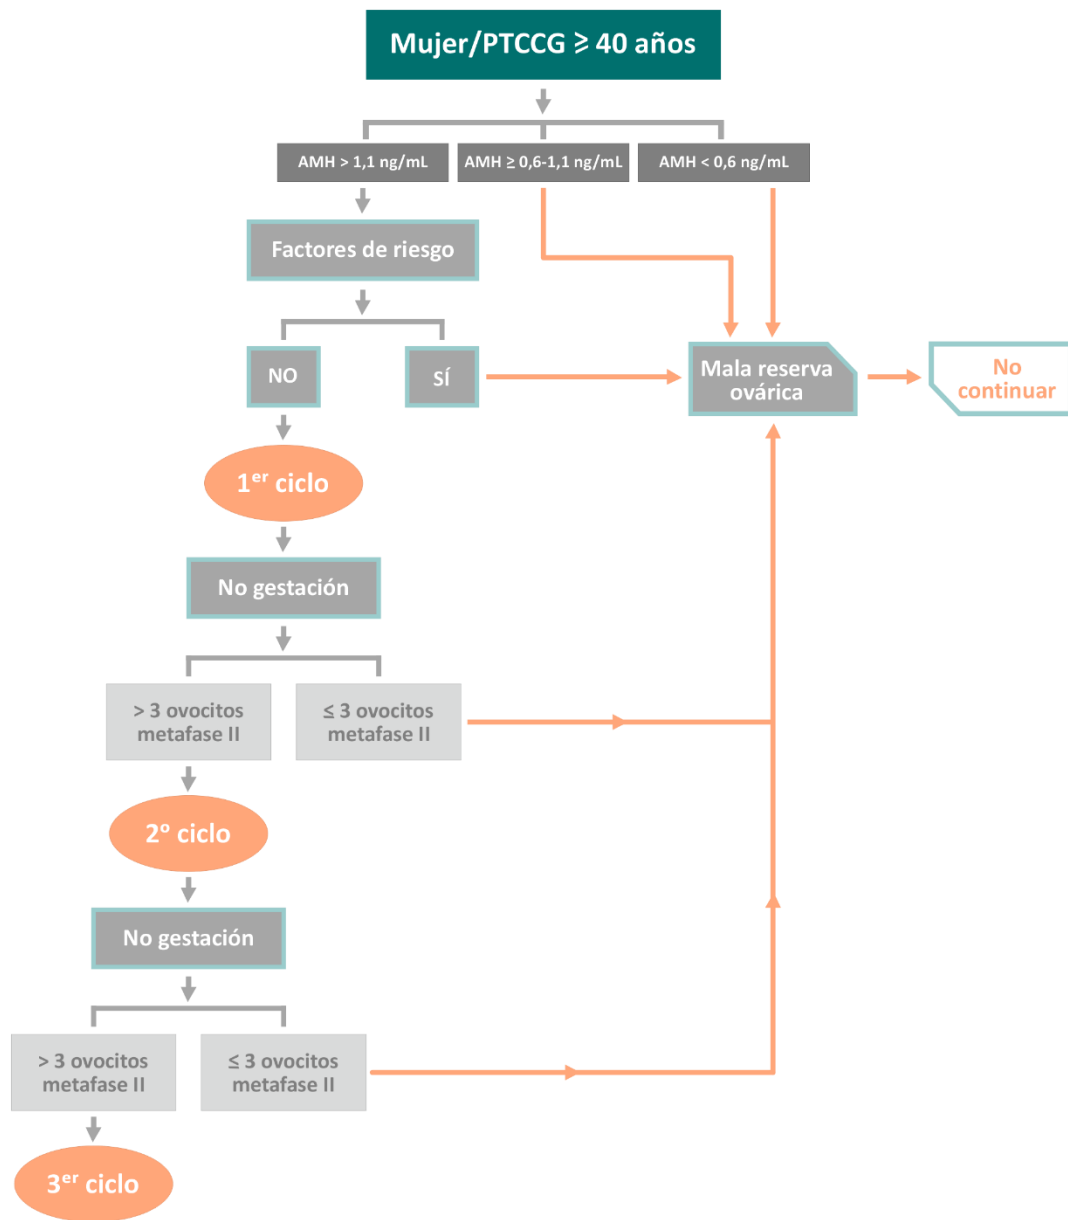 Mujer/PTCCG ≥ 40 años
AMH > 1,1 ng/mL
AMH ≥ 0,6-1,1 ng/mL
AMH < 0,6 ng/mL
Factores de riesgo
NO
SÍ
Mala reserva
ovárica
No
continuar
1er ciclo
No gestación
> 3 ovocitos
metafase II
≤ 3 ovocitos
metafase II
2º ciclo
No gestación
> 3 ovocitos
metafase II
≤ 3 ovocitos
metafase II
3er ciclo